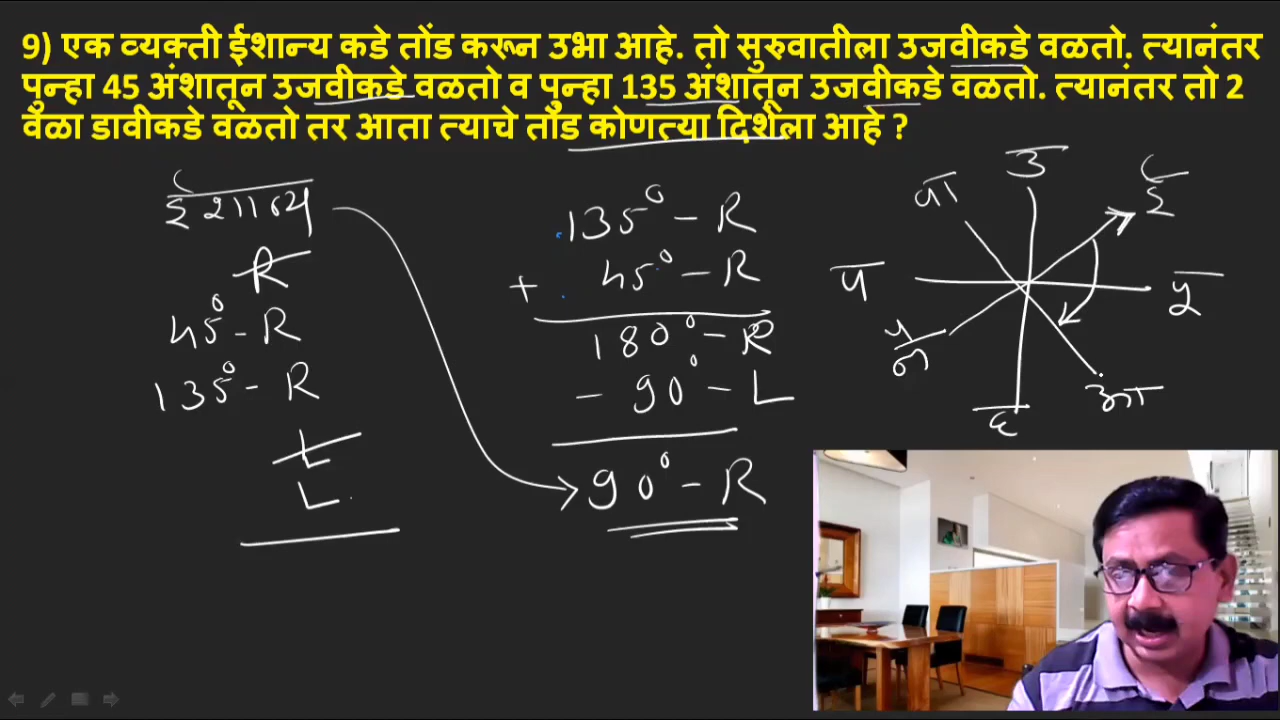 9) एक व्यक्ती ईशान्य कडे तोंड करून उभा आहे. तो सुरुवातीला उजवीकडे वळतो. त्यानंतर
पुन्हा 45 अंशातून उजवीकडे वळतो व पुन्हा 135 अंशातून उजवीकडे वळतो. त्यानंतर तो 2
वेळा डावीकडे वळतो तर आता त्याचे तोंड कोणत्या दिशेला आहे ?
ईशान्य
R
45° - R
135° - R
L
L
135° - R
+ 45° - R
180° - R
- 90° - L
90° - R
उ
वा
ई
प
पू
नै
आ
द